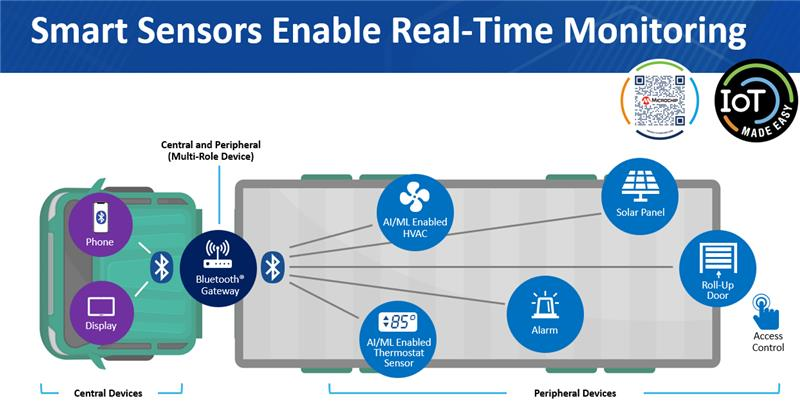 Smart Sensors Enable Real-Time Monitoring
MICROCHIP
IoT
MADE EASY
Central and Peripheral
(Multi-Role Device)
Phone
Display
Bluetooth®
Gateway
AI/ML Enabled
HVAC
Solar Panel
Roll-Up
Door
Alarm
85°
AI/ML Enabled
Thermostat
Sensor
Access
Control
Central Devices
Peripheral Devices